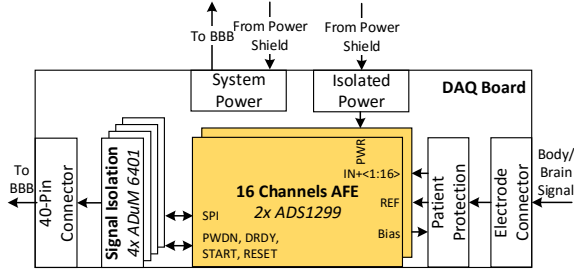 From Power
Shield
From Power
Shield
To BBB
System
Power
Isolated
Power
DAQ Board
To
BBB
40-Pin
Connector
Signal Isolation
4x ADuM 6401
PWR
IN+<1:16>
16 Channels AFE
2x ADS1299
REF
SPI
Bias
PWDN, DRDY,
START, RESET
Patient
Protection
Electrode
Connector
Body/
Brain
Signal